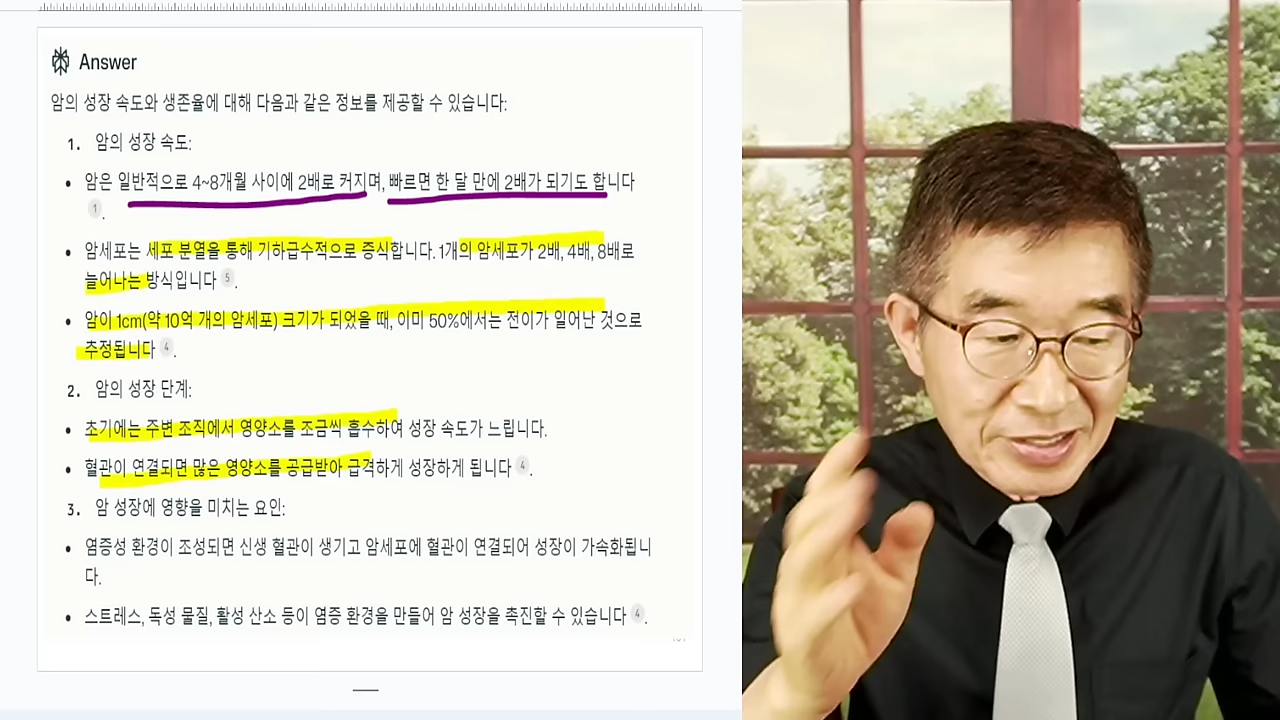 Answer
암의 성장 속도와 생존율에 대해 다음과 같은 정보를 제공할 수 있습니다:
1. 암의 성장 속도:
• 암은 일반적으로 4~8개월 사이에 2배로 커지며, 빠르면 한 달 만에 2배가 되기도 합니다
1.
• 암세포는 세포 분열을 통해 기하급수적으로 증식합니다. 1개의 암세포가 2배, 4배, 8배로
늘어나는 방식입니다 5.
• 암이 1cm(약 10억 개의 암세포) 크기가 되었을 때, 이미 50%에서는 전이가 일어난 것으로
추정됩니다 4.
2. 암의 성장 단계:
• 초기에는 주변 조직에서 영양소를 조금씩 흡수하여 성장 속도가 느립니다.
• 혈관이 연결되면 많은 영양소를 공급받아 급격하게 성장하게 됩니다 4.
3. 암 성장에 영향을 미치는 요인:
• 염증성 환경이 조성되면 신생 혈관이 생기고 암세포에 혈관이 연결되어 성장이 가속화됩니
다.
• 스트레스, 독성 물질, 활성 산소 등이 염증 환경을 만들어 암 성장을 촉진할 수 있습니다 4.